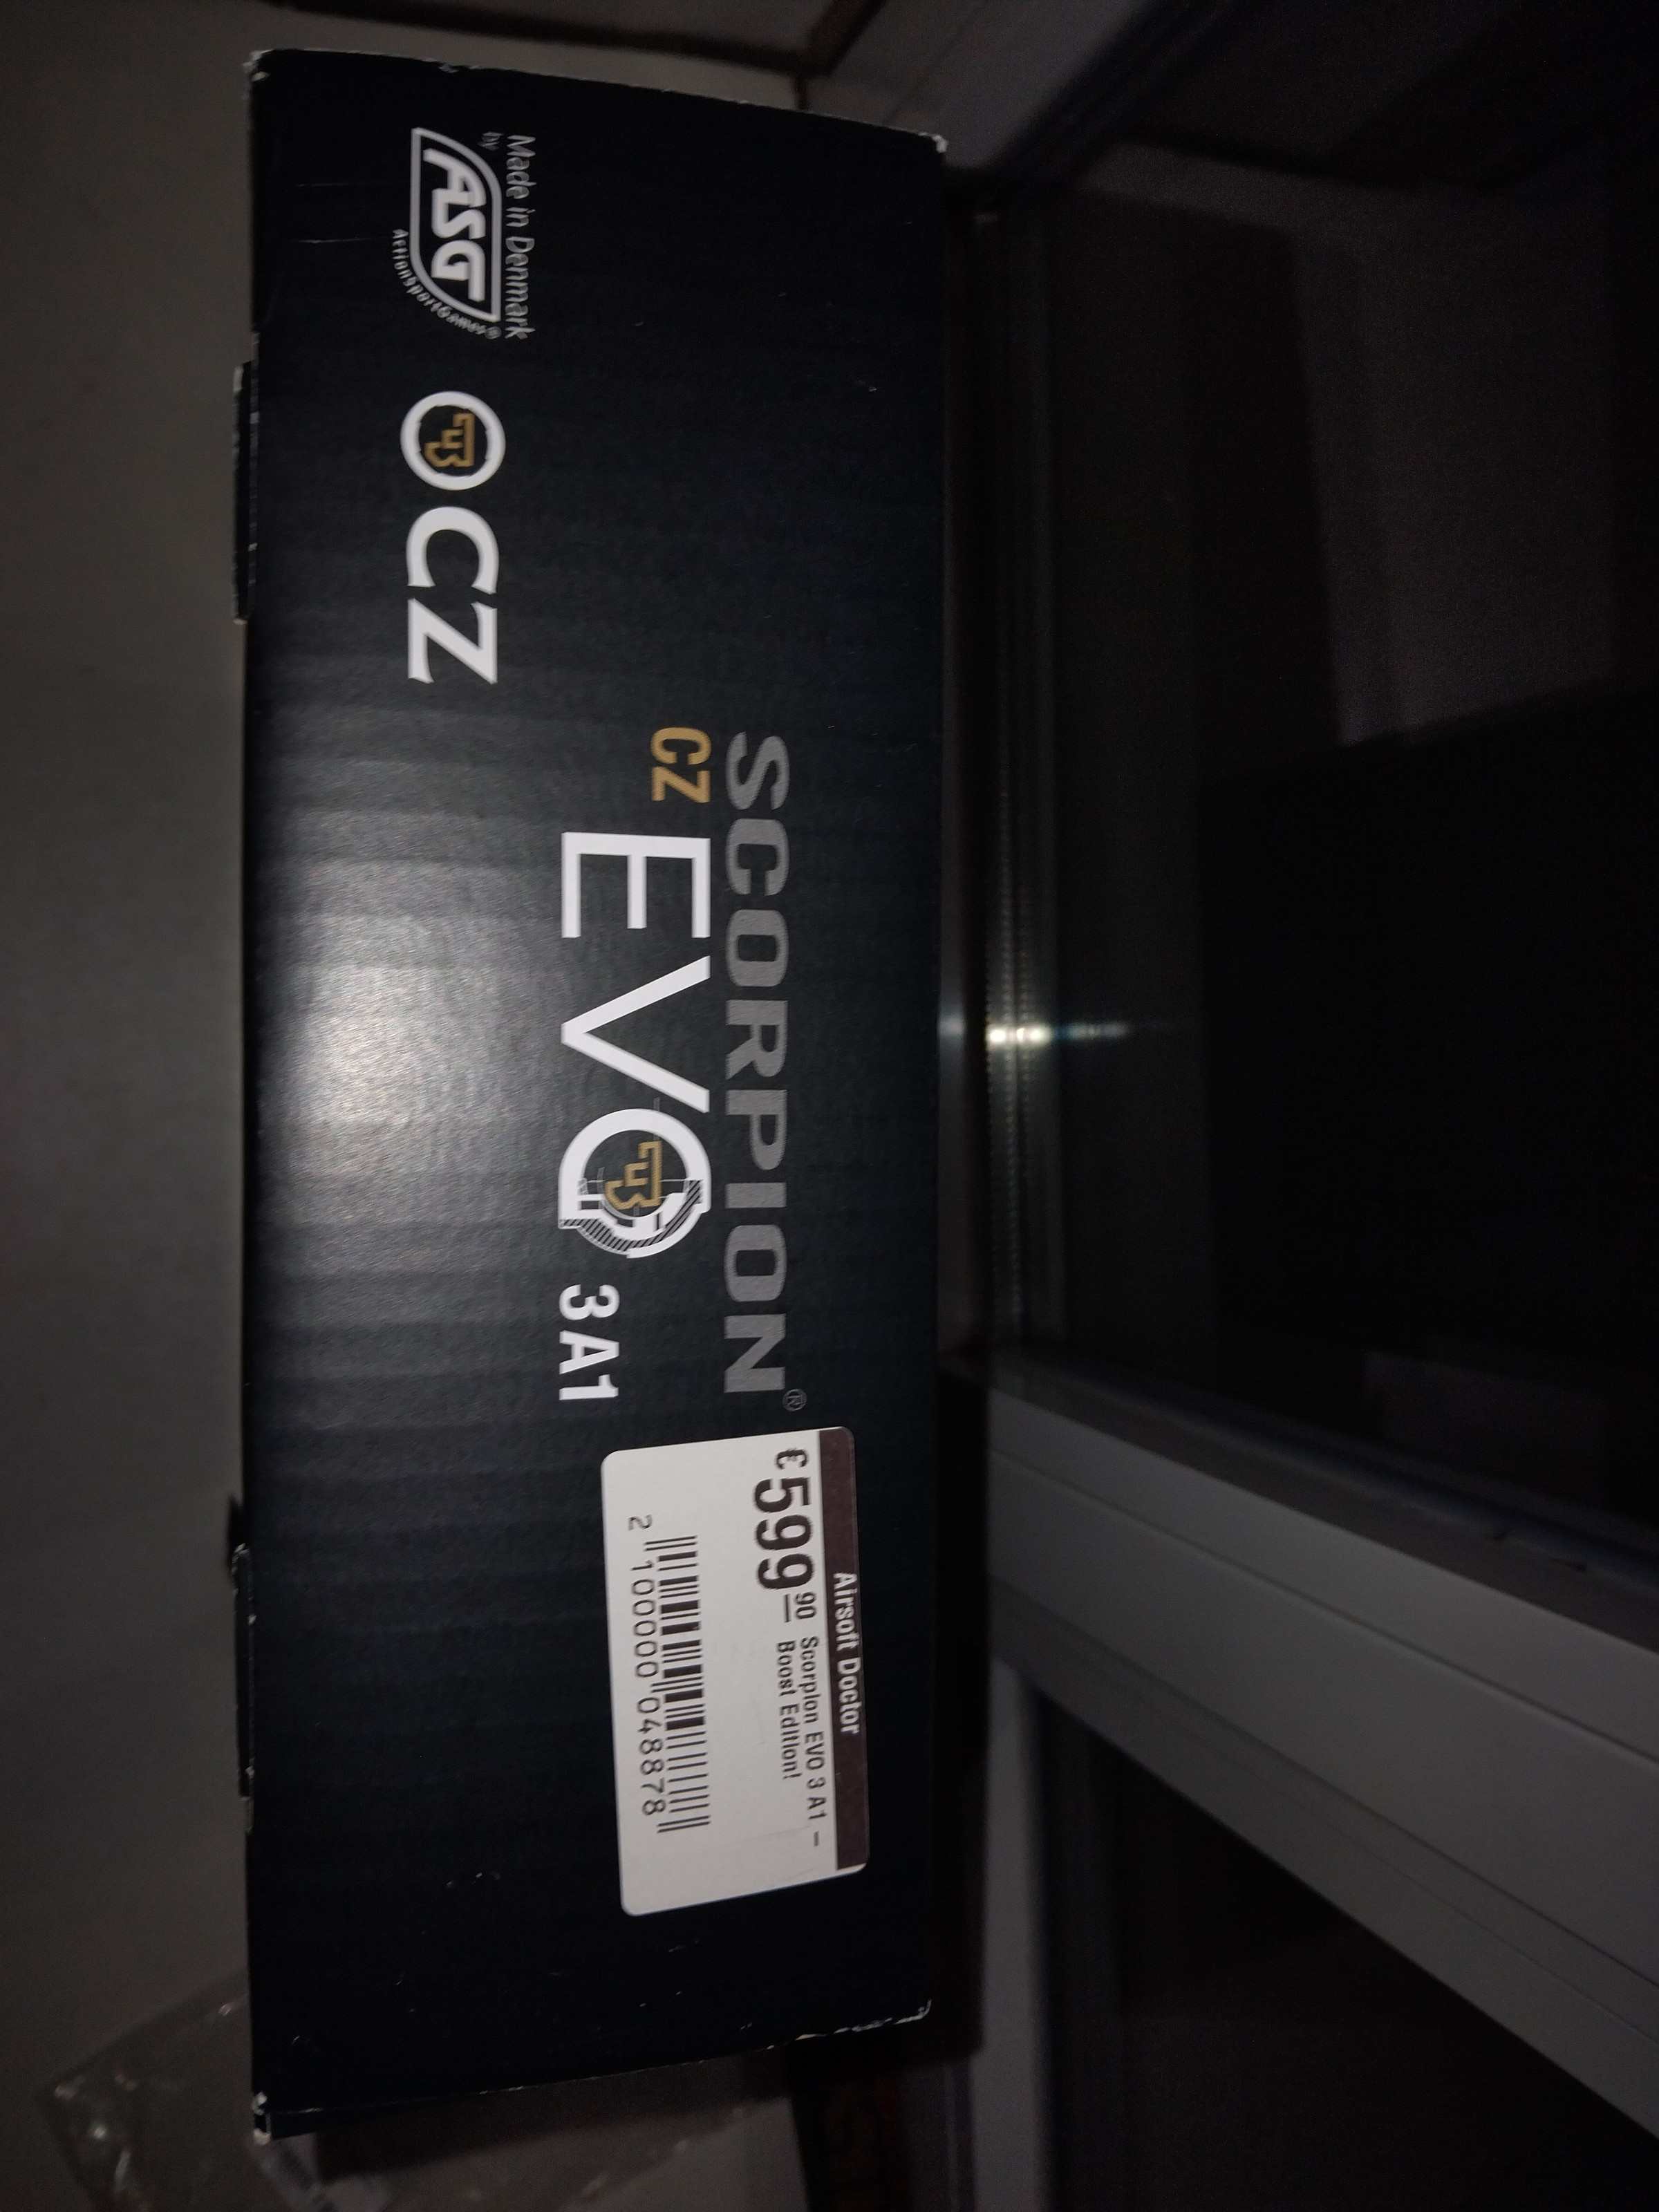 Made in Denmark
by
ASG
ActionSportGames®
CZ
SCORPION®
CZ EVO 3 A1
Airsoft Doctor
€ 599 90 Scorpion EVO 3 A1 -
Boost Edition!
2 100000 048878